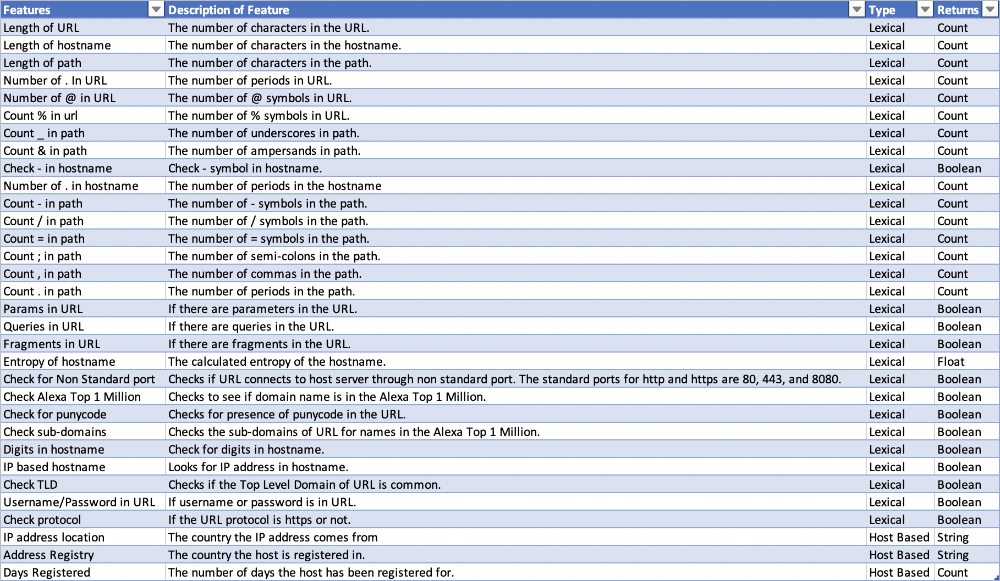 Features Description of Feature Type Returns
Length of URL The number of characters in the URL. Lexical Count
Length of hostname The number of characters in the hostname. Lexical Count
Length of path The number of characters in the path. Lexical Count
Number of . In URL The number of periods in URL. Lexical Count
Number of @ in URL The number of @ symbols in URL. Lexical Count
Count % in url The number of % symbols in URL. Lexical Count
Count _ in path The number of underscores in path. Lexical Count
Count & in path The number of ampersands in path. Lexical Count
Check - in hostname Check - symbol in hostname. Lexical Boolean
Number of . in hostname The number of periods in the hostname Lexical Count
Count - in path The number of - symbols in the path. Lexical Count
Count / in path The number of / symbols in the path. Lexical Count
Count = in path The number of = symbols in the path. Lexical Count
Count ; in path The number of semi-colons in the path. Lexical Count
Count , in path The number of commas in the path. Lexical Count
Count . in path The number of periods in the path. Lexical Count
Params in URL If there are parameters in the URL. Lexical Boolean
Queries in URL If there are queries in the URL. Lexical Boolean
Fragments in URL If there are fragments in the URL. Lexical Boolean
Entropy of hostname The calculated entropy of the hostname. Lexical Float
Check for Non Standard port Checks if URL connects to host server through non standard port. The standard ports for http and https are 80, 443, and 8080. Lexical Boolean
Check Alexa Top 1 Million Checks to see if domain name is in the Alexa Top 1 Million. Lexical Boolean
Check for punycode Checks for presence of punycode in the URL. Lexical Boolean
Check sub-domains Checks the sub-domains of URL for names in the Alexa Top 1 Million. Lexical Boolean
Digits in hostname Check for digits in hostname. Lexical Boolean
IP based hostname Looks for IP address in hostname. Lexical Boolean
Check TLD Checks if the Top Level Domain of URL is common. Lexical Boolean
Username/Password in URL If username or password is in URL. Lexical Boolean
Check protocol If the URL protocol is https or not. Lexical Boolean
IP address location The country the IP address comes from Host Based String
Address Registry The country the host is registered in. Host Based String
Days Registered The number of days the host has been registered for. Host Based Count